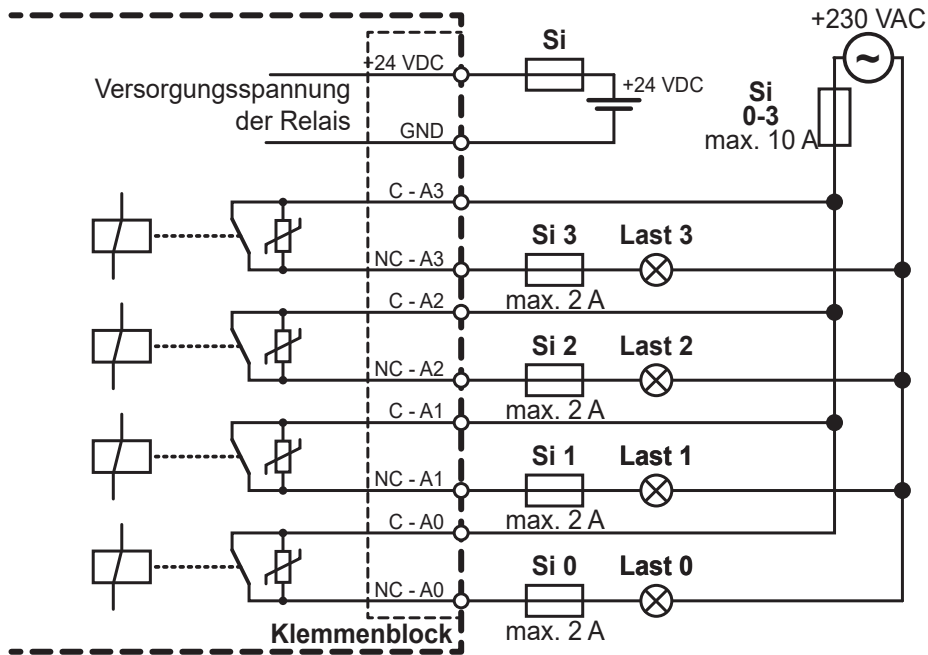 +230 VAC
Si
+24 VDC
+24 VDC
Versorgungsspannung
der Relais
GND
Si
0-3
max. 10 A
C - A3
Si 3 Last 3
NC - A3
max. 2 A
C - A2
Si 2 Last 2
NC - A2
max. 2 A
C - A1
Si 1 Last 1
NC - A1
max. 2 A
C - A0
Si 0 Last 0
NC - A0
max. 2 A
Klemmenblock